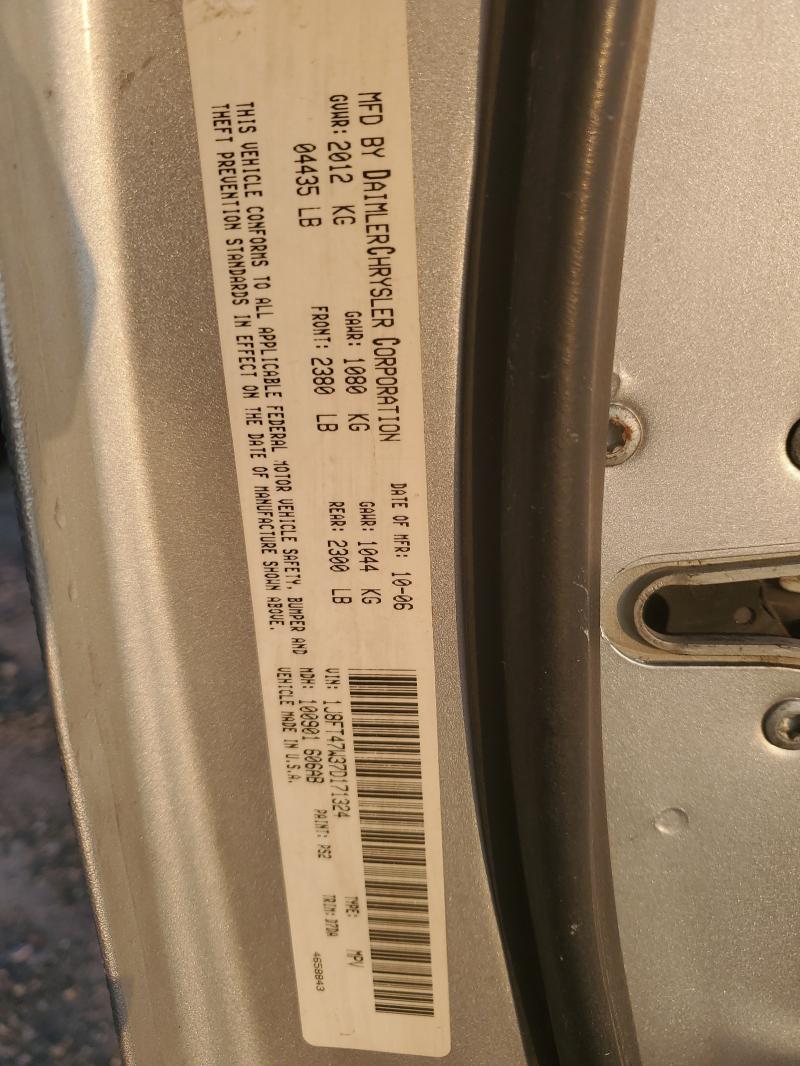 MFD BY DAIMLERCHRYSLER CORPORATION DATE OF MFR: 10-06
GVWR: 2012 KG GAWR: 1080 KG GAWR: 1044 KG
04435 LB FRONT: 2380 LB REAR: 2300 LB
THIS VEHICLE CONFORMS TO ALL APPLICABLE FEDERAL MOTOR VEHICLE SAFETY, BUMPER AND
THEFT PREVENTION STANDARDS IN EFFECT ON THE DATE OF MANUFACTURE SHOWN ABOVE.
VIN: 1J8FT47W37D171324 TYPE: MPV
MDH: 100901 606AB PAINT: PS2 TRIM:
VEHICLE MADE IN U.S.A. 4658843